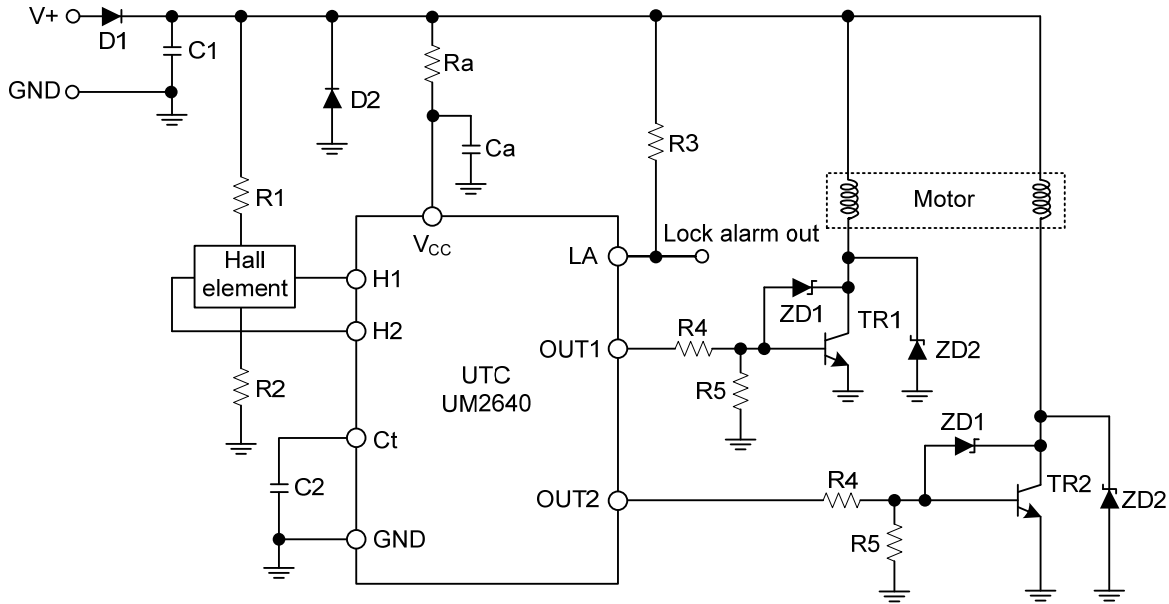 V+
D1
C1
GND
D2
Ra
Ca
R3
R1
Motor
VCC
LA
Lock alarm out
Hall
element
H1
ZD1
TR1
H2
OUT1
R4
ZD2
UTC
UM2640
R2
R5
Ct
ZD1
C2
OUT2
R4
TR2
ZD2
GND
R5